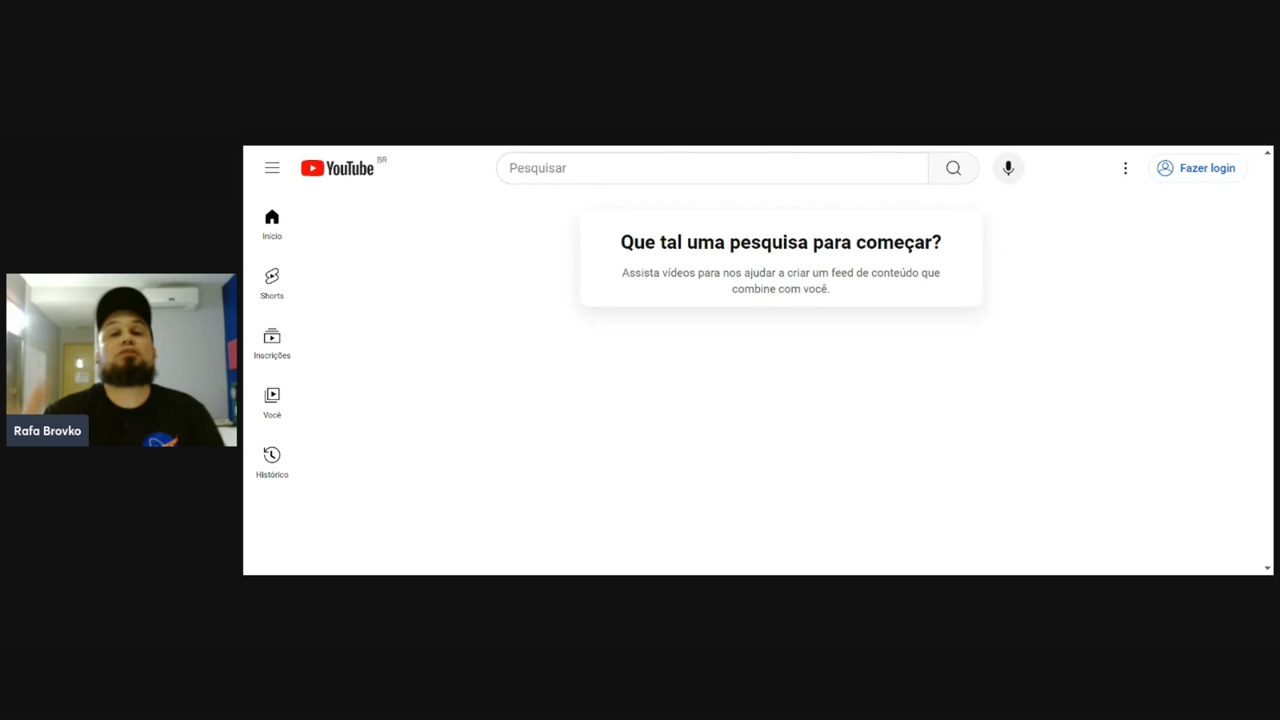 YouTube BR
Pesquisar
Fazer login
Início
Shorts
Inscrições
Você
Histórico
Que tal uma pesquisa para começar?
Assista vídeos para nos ajudar a criar um feed de conteúdo que
combine com você.
Rafa Brovko